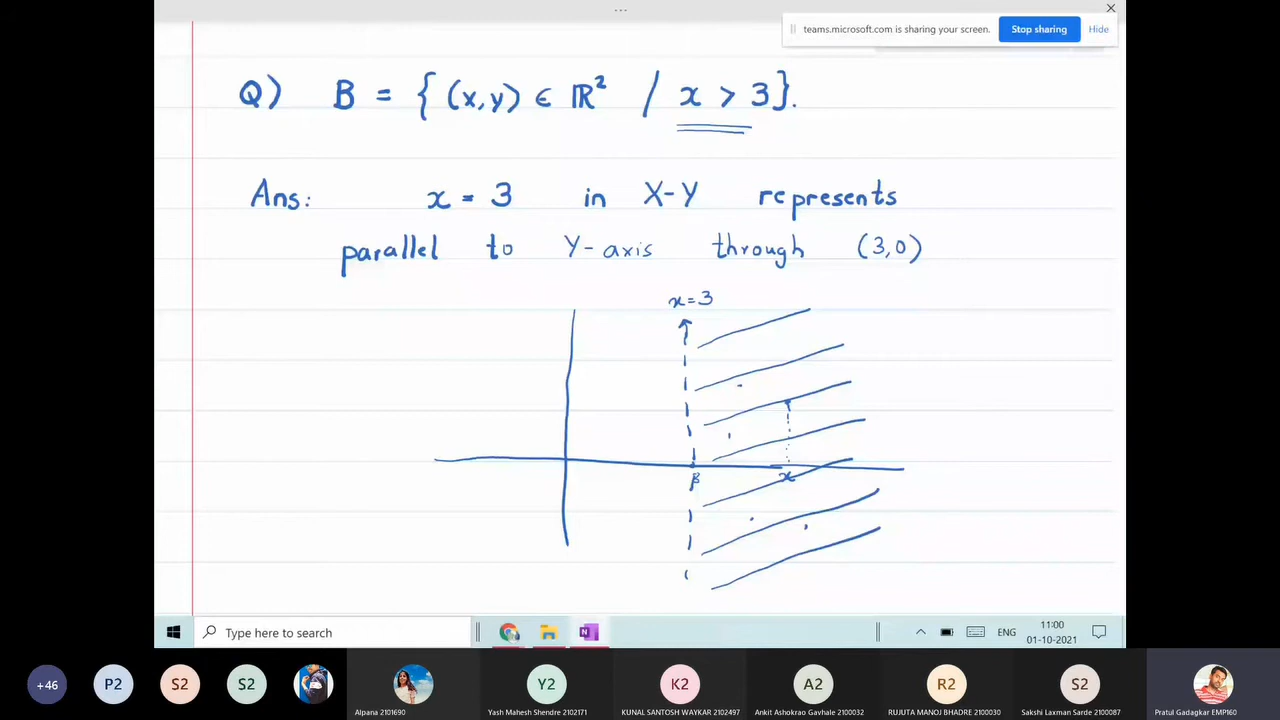 teams.microsoft.com is sharing your screen. Stop sharing Hide
Q) B = { (x,y) ∈ ℝ² / x > 3}.
Ans: x = 3 in X-Y represents
parallel to Y-axis through (3,0)
x=3
x
Type here to search
ENG
11:00
01-10-2021
+46 P2 S2 S2 Y2 K2 A2 R2 S2
Alpana 2101690 Yash Mahesh Shendre 2102171 KUNAL SANTOSH WAYKAR 2102497 Ankit Ashokrao Gavhale 2100032 RUJUTA MANOJ BHADRE 2100030 Sakshi Laxman Sarde 2100087 Pratul Gadagkar EMP160